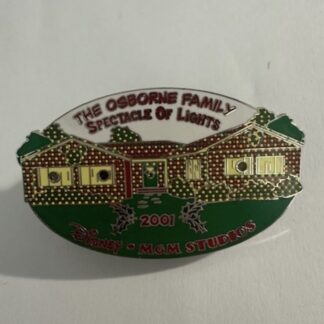 THE OSBORNE FAMILY
SPECTACLE OF LIGHTS
2001
Disney • MGM STUDIOS